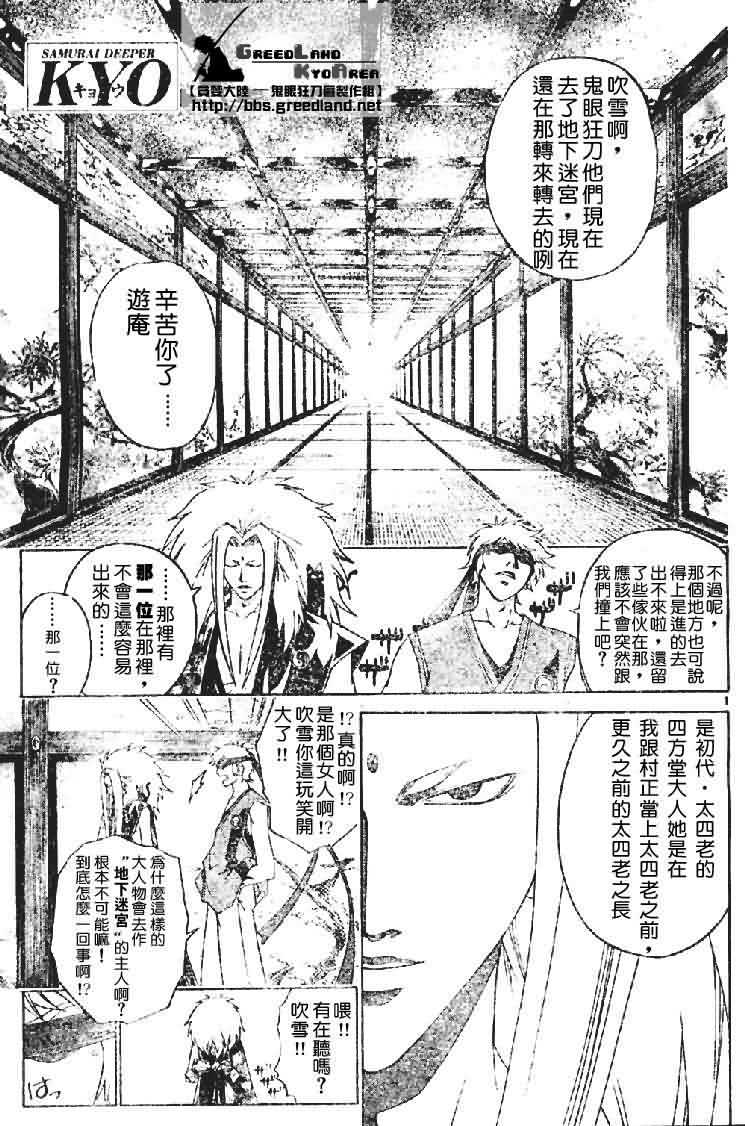 SAMURAI DEEPER
KYO
キョウ
GREEDLAND
KYOAREA
【貪婪大陸──鬼眼狂刀官製作組】
http://bbs.greedland.net
吹雪啊，
鬼眼狂刀他們現在
去了地下迷宮，現在
還在那轉來轉去的咧
辛苦你了……
遊庵
不過呢，
那個地方也可說
得上是進的去
出不來啦，還留
了些傢伙在那，
應該不會突然跟
我們撞上吧？
……那裡有
那一位在那裡，
不會這麼容易
出來的……
……那一位？
1
是初代．太四老的
四方堂大人她是在
我跟村正當上太四老之前，
更久之前的太四老之長
!?真的啊!?
是那個女人啊!?
吹雪你這玩笑開
大了!!
為什麼這樣的
大人物會去作
“地下迷宮”的主人啊？
根本不可能嘛！
到底怎麼一回事啊!?
喂!!
有在聽嗎？
吹雪!!
はっ